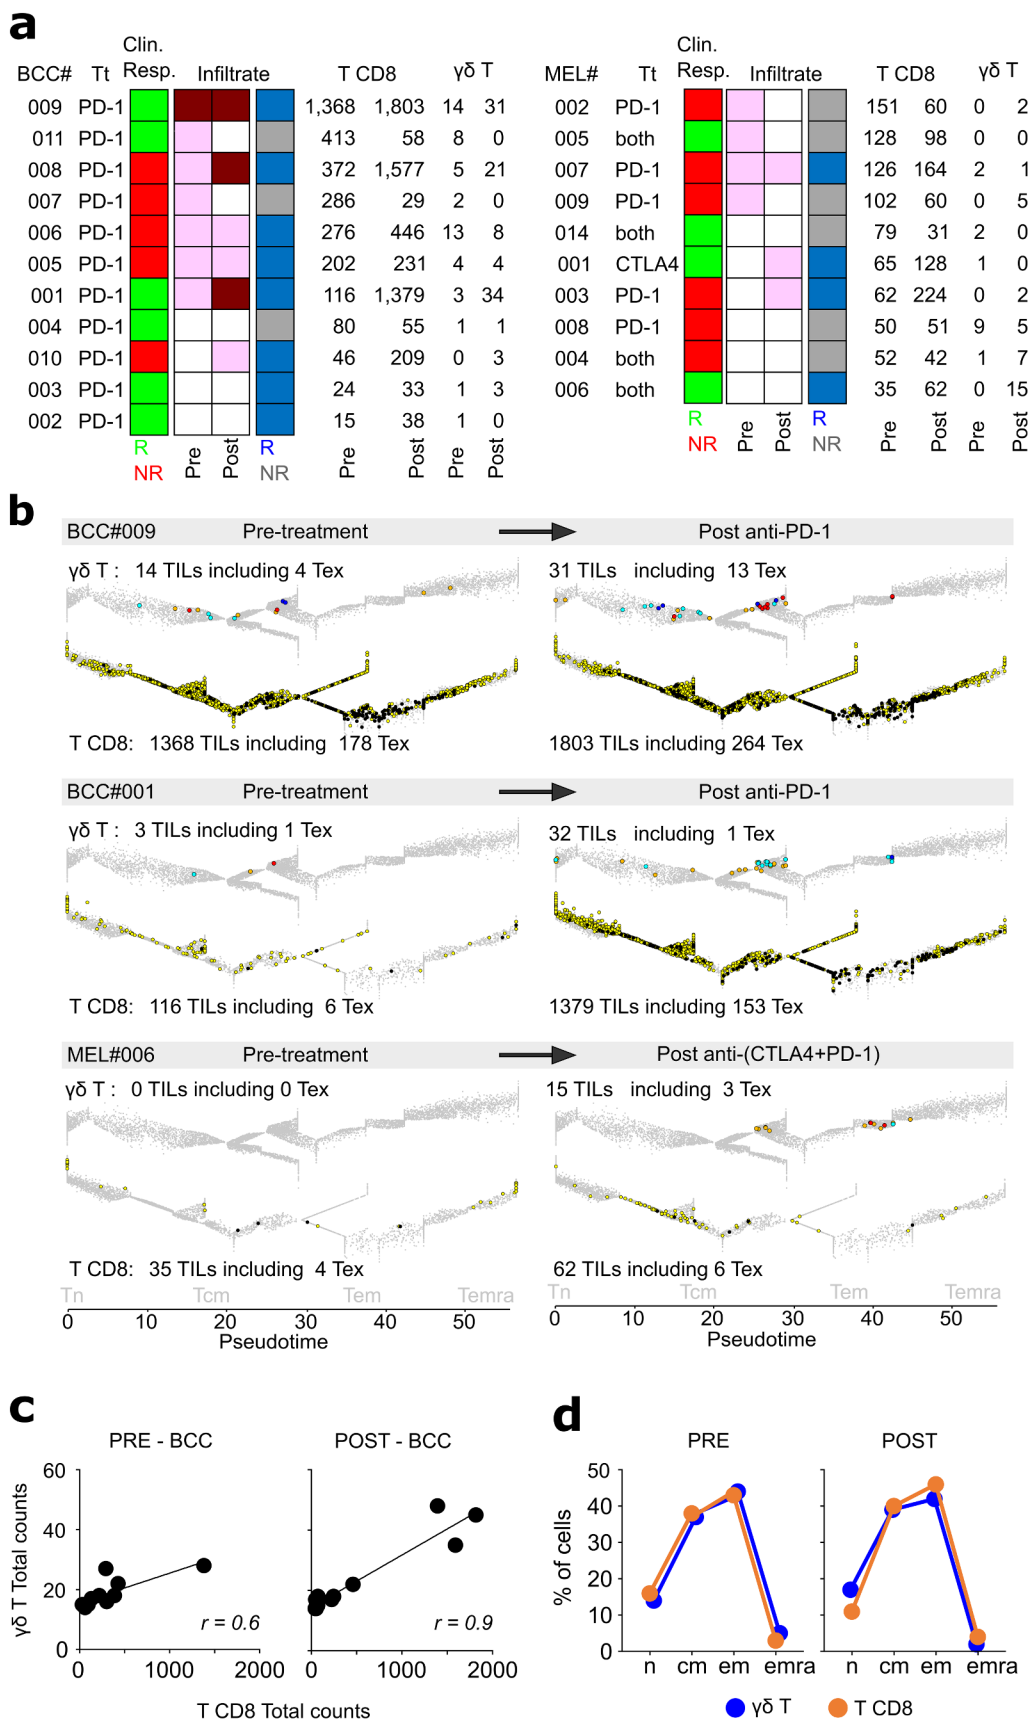 a
Clin. Resp.
BCC# Tt Infiltrate T CD8 γδ T
009 PD-1 1,368 1,803 14 31
011 PD-1 413 58 8 0
008 PD-1 372 1,577 5 21
007 PD-1 286 29 2 0
006 PD-1 276 446 13 8
005 PD-1 202 231 4 4
001 PD-1 116 1,379 3 34
004 PD-1 80 55 1 1
010 PD-1 46 209 0 3
003 PD-1 24 33 1 3
002 PD-1 15 38 1 0
R NR Pre Post R NR Pre Post Pre Post
Clin. Resp.
MEL# Tt Infiltrate T CD8 γδ T
002 PD-1 151 60 0 2
005 both 128 98 0 0
007 PD-1 126 164 2 1
009 PD-1 102 60 0 5
014 both 79 31 2 0
001 CTLA4 65 128 1 0
003 PD-1 62 224 0 2
008 PD-1 50 51 9 5
004 both 52 42 1 7
006 both 35 62 0 15
R NR Pre Post R NR Pre Post Pre Post
b
BCC#009 Pre-treatment Post anti-PD-1
γδ T : 14 TILs including 4 Tex 31 TILs including 13 Tex
T CD8: 1368 TILs including 178 Tex 1803 TILs including 264 Tex
BCC#001 Pre-treatment Post anti-PD-1
γδ T : 3 TILs including 1 Tex 32 TILs including 1 Tex
T CD8: 116 TILs including 6 Tex 1379 TILs including 153 Tex
MEL#006 Pre-treatment Post anti-(CTLA4+PD-1)
γδ T : 0 TILs including 0 Tex 15 TILs including 3 Tex
T CD8: 35 TILs including 4 Tex 62 TILs including 6 Tex
Tn Tcm Tem Temra Tn Tcm Tem Temra
0 10 20 30 40 50 0 10 20 30 40 50
Pseudotime Pseudotime
c
PRE - BCC POST - BCC
γδ T Total counts
60
40
20
0
r = 0.6 r = 0.9
0 1000 2000 0 1000 2000
T CD8 Total counts
d
PRE POST
% of cells
50
40
30
20
10
0
n cm em emra n cm em emra
γδ T T CD8